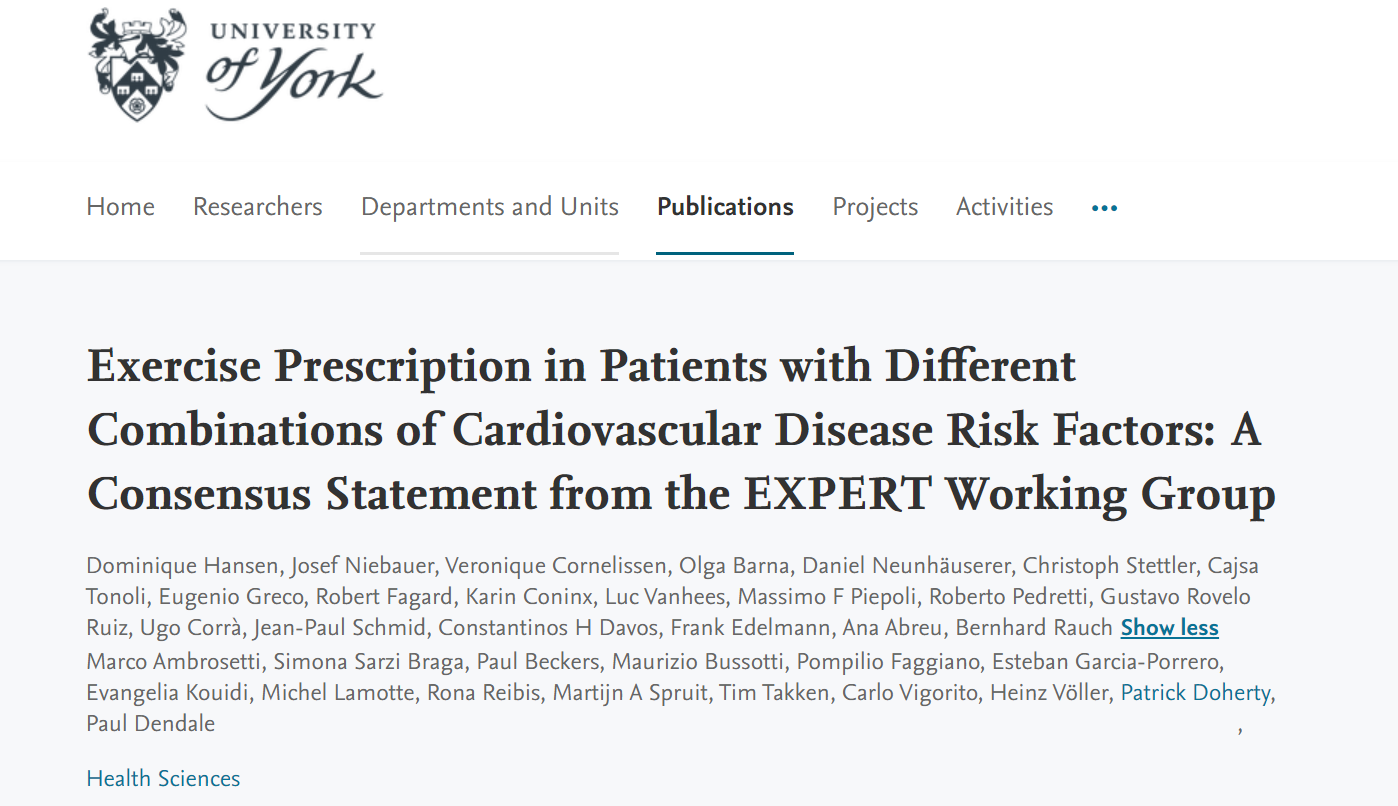 UNIVERSITY
of York
Home Researchers Departments and Units Publications Projects Activities •••
Exercise Prescription in Patients with Different
Combinations of Cardiovascular Disease Risk Factors: A
Consensus Statement from the EXPERT Working Group
Dominique Hansen, Josef Niebauer, Veronique Cornelissen, Olga Barna, Daniel Neunhäuserer, Christoph Stettler, Cajsa
Tonoli, Eugenio Greco, Robert Fagard, Karin Coninx, Luc Vanhees, Massimo F Piepoli, Roberto Pedretti, Gustavo Rovelo
Ruiz, Ugo Corrà, Jean-Paul Schmid, Constantinos H Davos, Frank Edelmann, Ana Abreu, Bernhard Rauch Show less
Marco Ambrosetti, Simona Sarzi Braga, Paul Beckers, Maurizio Bussotti, Pompilio Faggiano, Esteban Garcia-Porrero,
Evangelia Kouidi, Michel Lamotte, Rona Reibis, Martijn A Spruit, Tim Takken, Carlo Vigorito, Heinz Völler, Patrick Doherty,
Paul Dendale ,
Health Sciences